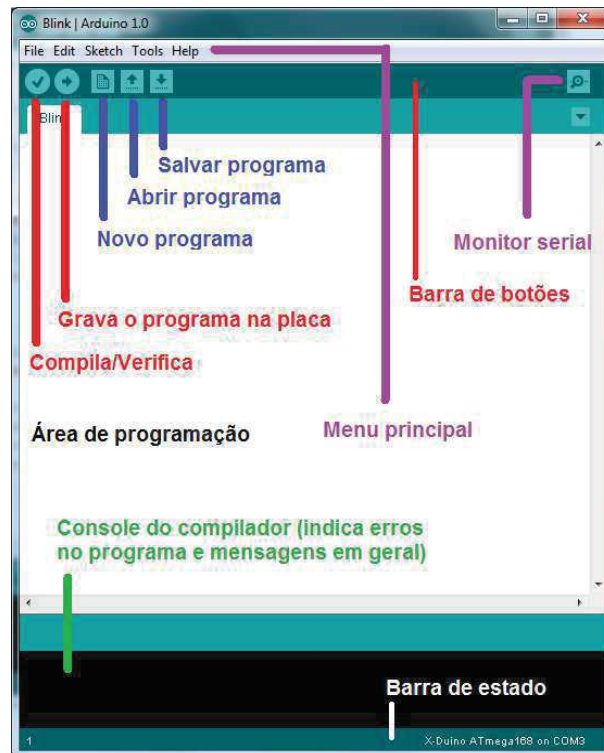 Blink | Arduino 1.0
File Edit Sketch Tools Help
Blink
Salvar programa
Abrir programa
Novo programa
Monitor serial
Barra de botões
Grava o programa na placa
Compila/Verifica
Área de programação
Menu principal
Console do compilador (indica erros
no programa e mensagens em geral)
Barra de estado
1
X-Duino ATmega168 on COM3